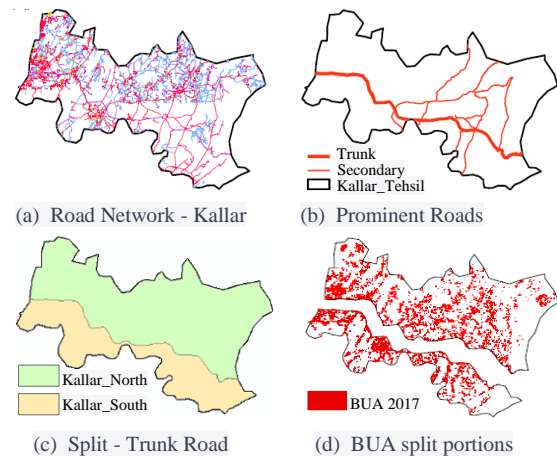 Trunk
Secondary
Kallar_Tehsil
(a) Road Network - Kallar
(b) Prominent Roads
Kallar_North
Kallar_South
BUA 2017
(c) Split - Trunk Road
(d) BUA split portions